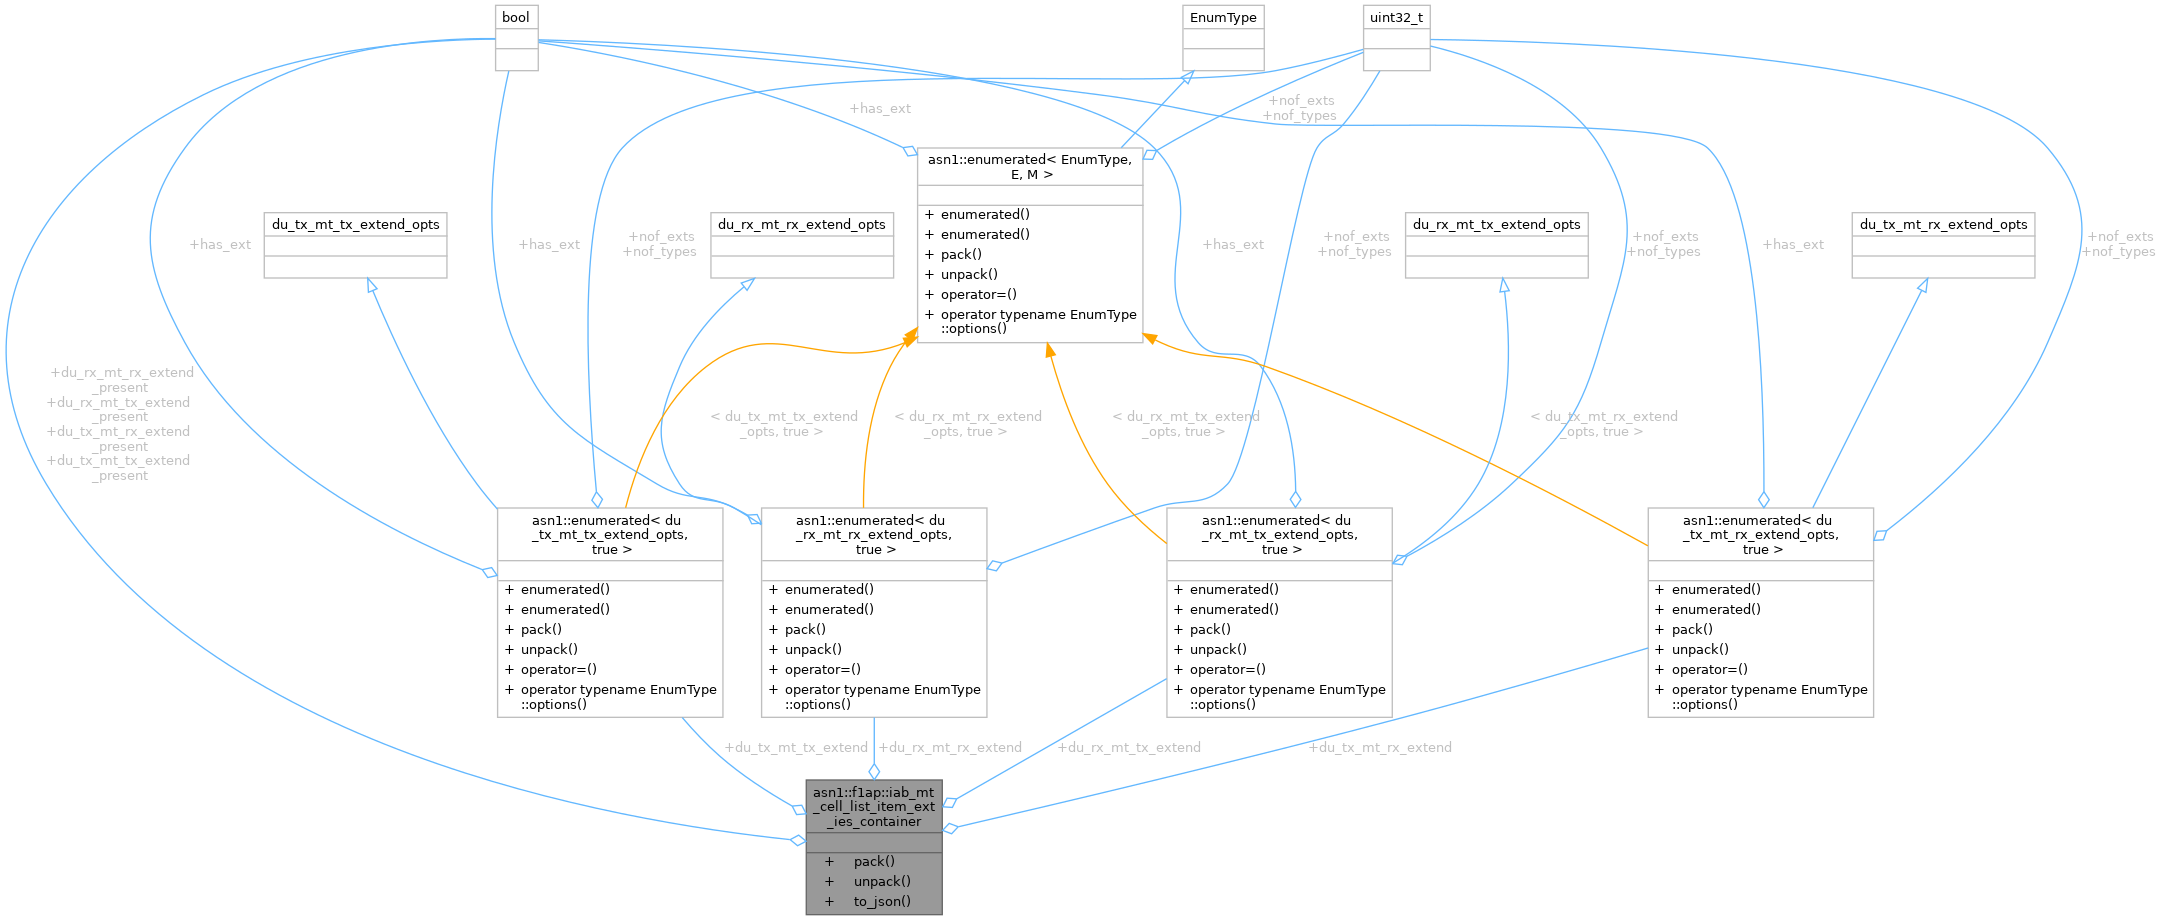 bool
EnumType
uint32_t
+has_ext
+nof_exts
+nof_types
asn1::enumerated< EnumType,
E, M >
+ enumerated()
+ enumerated()
+ pack()
+ unpack()
+ operator=()
+ operator typename EnumType
::options()
du_tx_mt_tx_extend_opts
du_rx_mt_rx_extend_opts
du_rx_mt_tx_extend_opts
du_tx_mt_rx_extend_opts
+has_ext
+has_ext
+nof_exts
+nof_types
+has_ext
+nof_exts
+nof_types
+nof_exts
+nof_types
+has_ext
+nof_exts
+nof_types
+du_rx_mt_rx_extend
_present
+du_rx_mt_tx_extend
_present
+du_tx_mt_rx_extend
_present
+du_tx_mt_tx_extend
_present
< du_tx_mt_tx_extend
_opts, true >
< du_rx_mt_rx_extend
_opts, true >
< du_rx_mt_tx_extend
_opts, true >
< du_tx_mt_rx_extend
_opts, true >
asn1::enumerated< du
_tx_mt_tx_extend_opts,
true >
+ enumerated()
+ enumerated()
+ pack()
+ unpack()
+ operator=()
+ operator typename EnumType
::options()
asn1::enumerated< du
_rx_mt_rx_extend_opts,
true >
+ enumerated()
+ enumerated()
+ pack()
+ unpack()
+ operator=()
+ operator typename EnumType
::options()
asn1::enumerated< du
_rx_mt_tx_extend_opts,
true >
+ enumerated()
+ enumerated()
+ pack()
+ unpack()
+ operator=()
+ operator typename EnumType
::options()
asn1::enumerated< du
_tx_mt_rx_extend_opts,
true >
+ enumerated()
+ enumerated()
+ pack()
+ unpack()
+ operator=()
+ operator typename EnumType
::options()
+du_tx_mt_tx_extend
+du_rx_mt_rx_extend
+du_rx_mt_tx_extend
+du_tx_mt_rx_extend
asn1::f1ap::iab_mt
_cell_list_item_ext
_ies_container
+ pack()
+ unpack()
+ to_json()